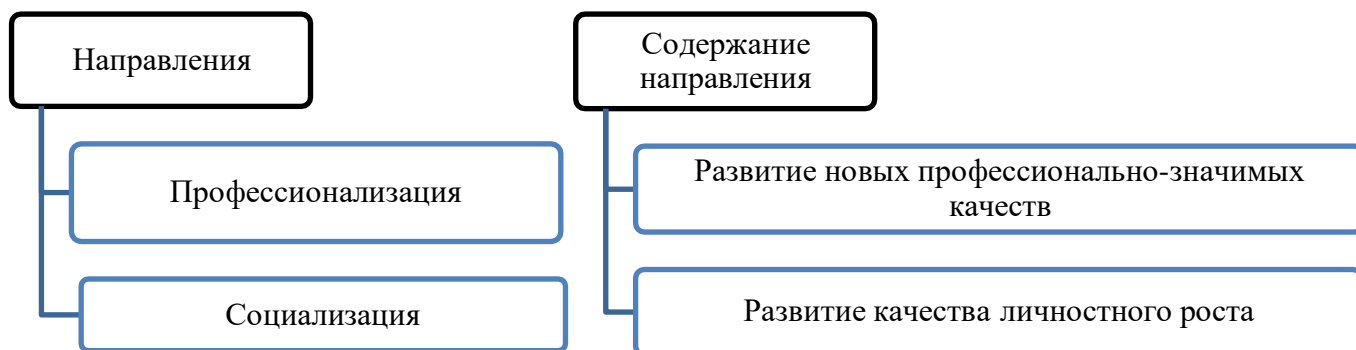 Направления
Содержание
направления
Профессионализация
Развитие новых профессионально-значимых
качеств
Социализация
Развитие качества личностного роста